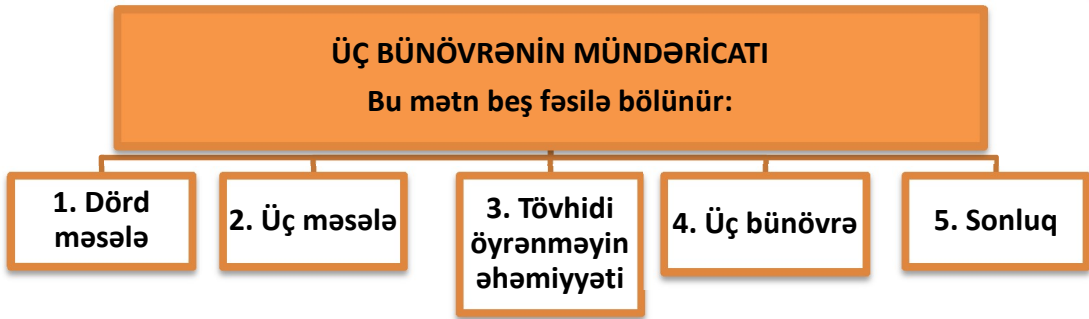 ÜÇ BÜNÖVRƏNİN MÜNDƏRİCATI
Bu mətn beş fəsilə bölünür:
1. Dörd
məsələ
2. Üç məsələ
3. Tövhidi
öyrənməyin
əhəmiyyəti
4. Üç bünövrə
5. Sonluq